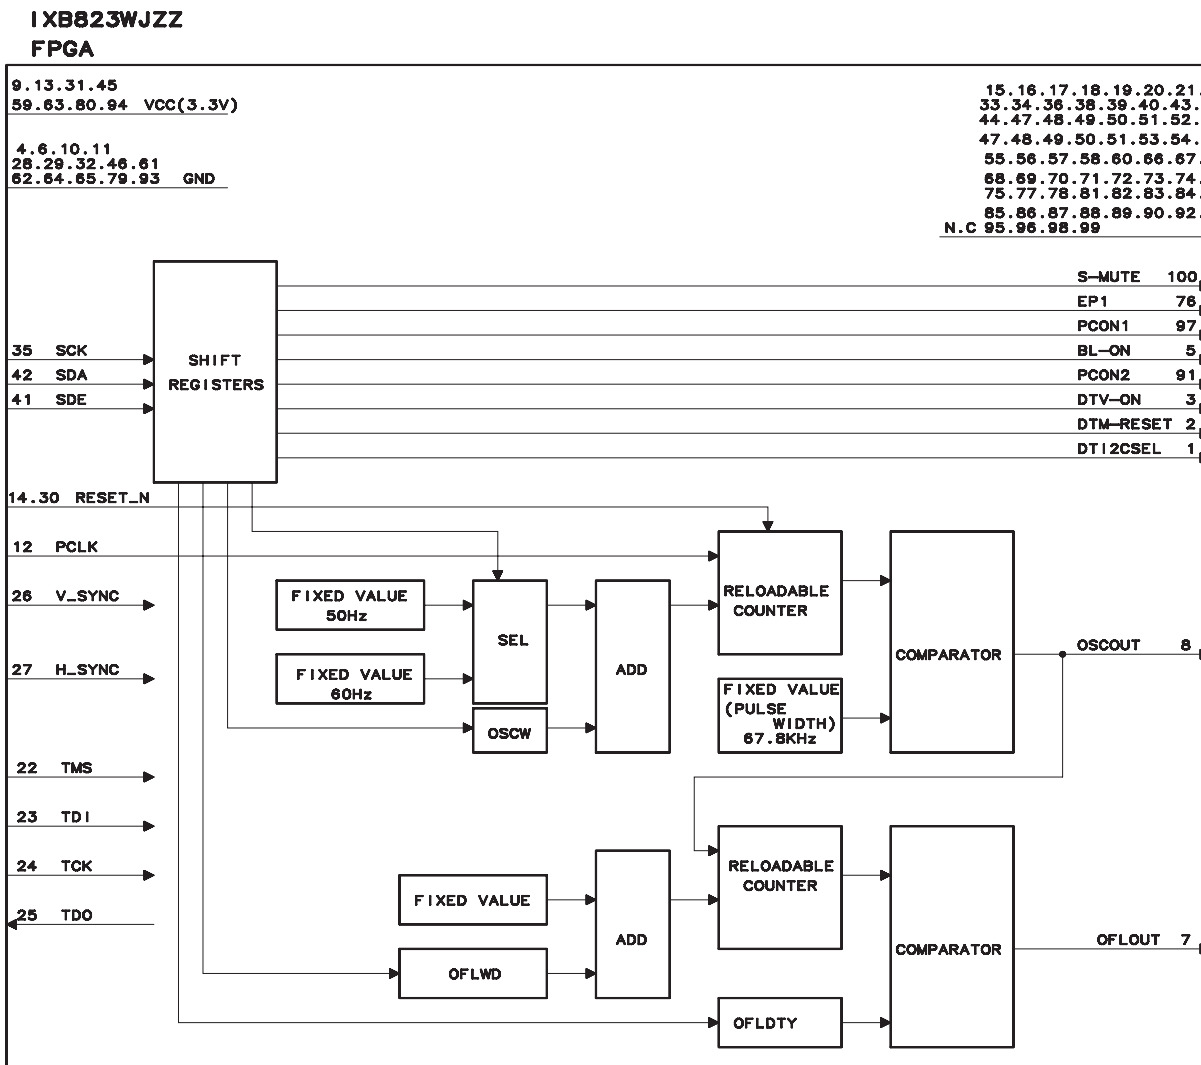 IXB823WJZZ
FPGA
9.13.31.45
59.63.80.94 VCC(3.3V)
4.6.10.11
28.29.32.46.61
62.64.65.79.93 GND
15.16.17.18.19.20.21.
33.34.36.38.39.40.43.
44.47.48.49.50.51.52.
47.48.49.50.51.53.54.
55.56.57.58.60.66.67.
68.69.70.71.72.73.74.
75.77.78.81.82.83.84.
85.86.87.88.89.90.92.
N.C 95.96.98.99
S-MUTE 100
EP1 76
PCON1 97
BL-ON 5
PCON2 91
DTV-ON 3
DTM-RESET 2
DTI2CSEL 1
35 SCK
42 SDA
41 SDE
SHIFT
REGISTERS
14.30 RESET_N
12 PCLK
26 V_SYNC
27 H_SYNC
22 TMS
23 TDI
24 TCK
25 TDO
FIXED VALUE
50Hz
FIXED VALUE
60Hz
SEL
OSCW
ADD
RELOADABLE
COUNTER
FIXED VALUE
(PULSE
WIDTH)
67.8KHz
COMPARATOR
OSCOUT 8
FIXED VALUE
OFLWD
ADD
RELOADABLE
COUNTER
OFLDTY
COMPARATOR
OFLOUT 7